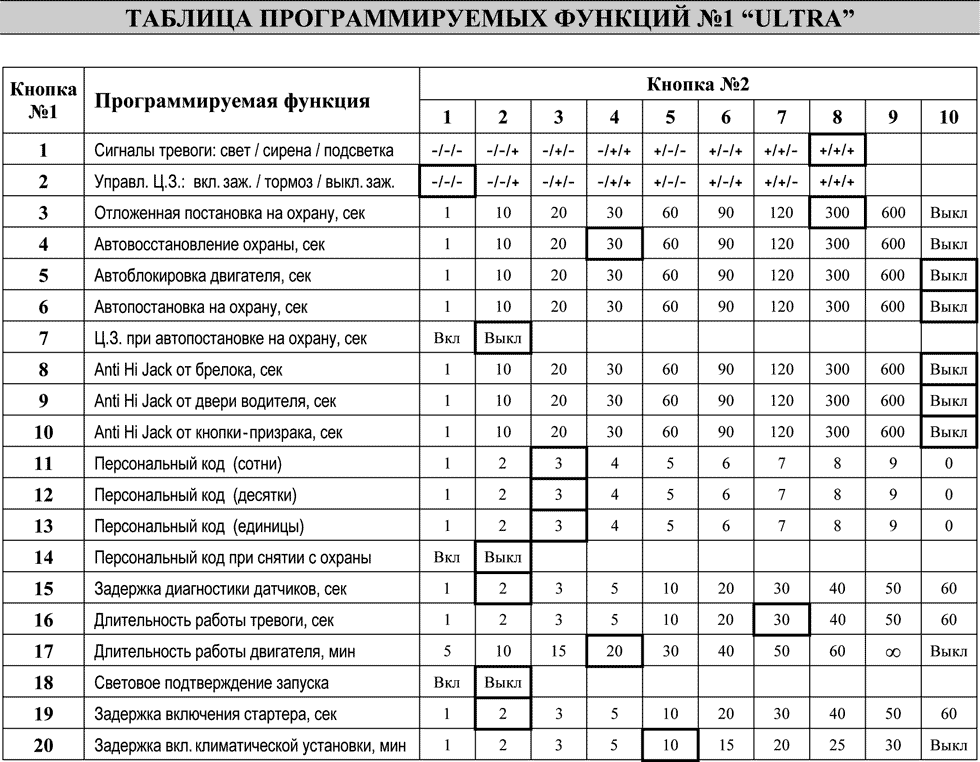 ТАБЛИЦА ПРОГРАММИРУЕМЫХ ФУНКЦИЙ №1 “ULTRA”
Кнопка №1 Программируемая функция Кнопка №2
1 2 3 4 5 6 7 8 9 10
1 Сигналы тревоги: свет / сирена / подсветка -/-/- -/-/+ -/+/- -/+/+ +/-/- +/-/+ +/+/- +/+/+
2 Управл. Ц.З.: вкл. заж. / тормоз / выкл. заж. -/-/- -/-/+ -/+/- -/+/+ +/-/- +/-/+ +/+/- +/+/+
3 Отложенная постановка на охрану, сек 1 10 20 30 60 90 120 300 600 Выкл
4 Автовосстановление охраны, сек 1 10 20 30 60 90 120 300 600 Выкл
5 Автоблокировка двигателя, сек 1 10 20 30 60 90 120 300 600 Выкл
6 Автопостановка на охрану, сек 1 10 20 30 60 90 120 300 600 Выкл
7 Ц.З. при автопостановке на охрану, сек Вкл Выкл
8 Anti Hi Jack от брелока, сек 1 10 20 30 60 90 120 300 600 Выкл
9 Anti Hi Jack от двери водителя, сек 1 10 20 30 60 90 120 300 600 Выкл
10 Anti Hi Jack от кнопки-призрака, сек 1 10 20 30 60 90 120 300 600 Выкл
11 Персональный код (сотни) 1 2 3 4 5 6 7 8 9 0
12 Персональный код (десятки) 1 2 3 4 5 6 7 8 9 0
13 Персональный код (единицы) 1 2 3 4 5 6 7 8 9 0
14 Персональный код при снятии с охраны Вкл Выкл
15 Задержка диагностики датчиков, сек 1 2 3 5 10 20 30 40 50 60
16 Длительность работы тревоги, сек 1 2 3 5 10 20 30 40 50 60
17 Длительность работы двигателя, мин 5 10 15 20 30 40 50 60 ∞ Выкл
18 Световое подтверждение запуска Вкл Выкл
19 Задержка включения стартера, сек 1 2 3 5 10 20 30 40 50 60
20 Задержка вкл. климатической установки, мин 1 2 3 5 10 15 20 25 30 Выкл